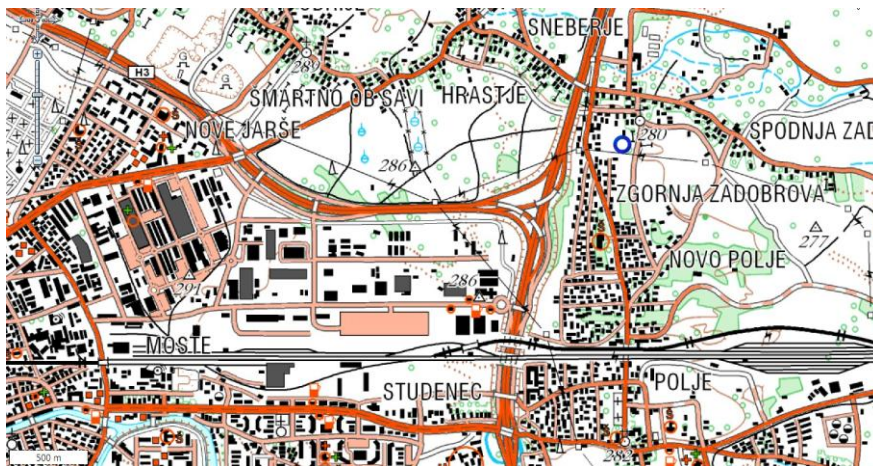 SNEBERJE
H3
289
G
G
ŠMARTNO OB SAVI
HRASTJE
NOVE JARŠE
280
SPODNJA ZAD
286
ZGORNJA ZADOBROVA
277
NOVO POLJE
291
286
MOSTE
STUDENEC
POLJE
500 m
282